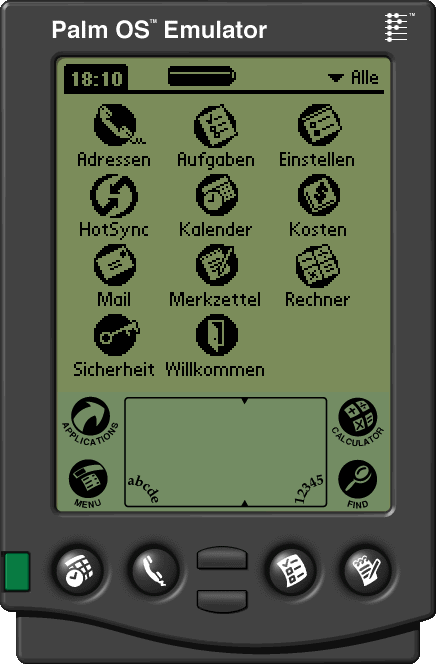 Palm OS™ Emulator
™
18:10
Alle
Adressen Aufgaben Einstellen
HotSync Kalender Kosten
Mail Merkzettel Rechner
Sicherheit Willkommen
APPLICATIONS CALCULATOR
abcde 12345
MENU FIND